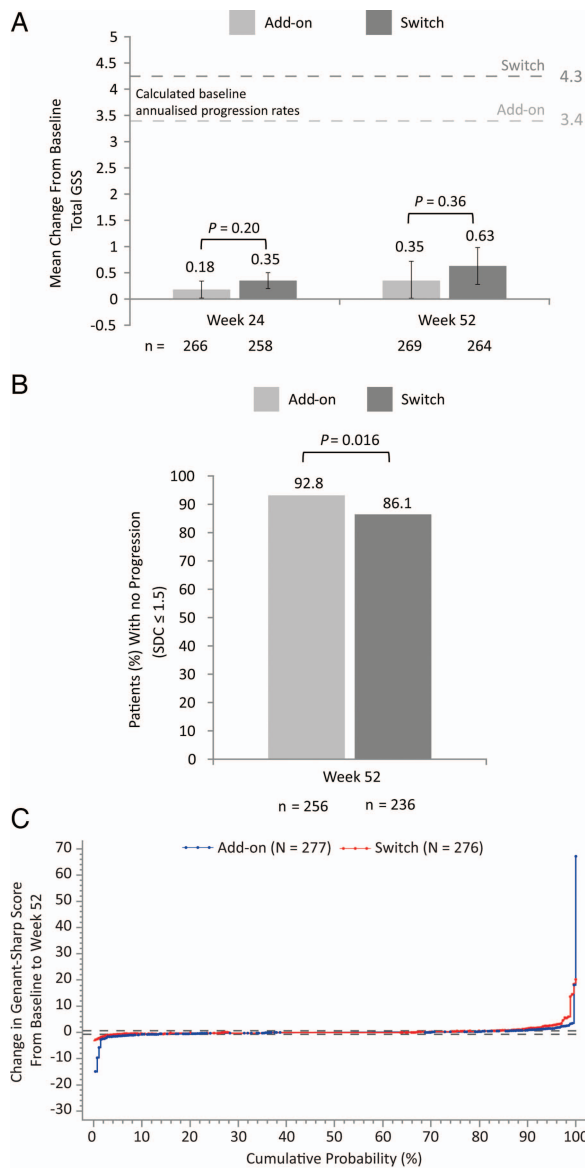 A
Add-on Switch
Mean Change From Baseline
Total GSS
5
4.5
4
3.5
3
2.5
2
1.5
1
0.5
0
-0.5
Switch
4.3
Calculated baseline
annualised progression rates
Add-on
3.4
P = 0.20
0.18 0.35
P = 0.36
0.35 0.63
Week 24 Week 52
n = 266 258 269 264
B
Add-on Switch
P = 0.016
Patients (%) With no Progression
(SDC ≤ 1.5)
100
90
80
70
60
50
40
30
20
10
0
92.8 86.1
Week 52
n = 256 n = 236
C
Change in Genant-Sharp Score
From Baseline to Week 52
70
60
50
40
30
20
10
0
-10
-20
-30
Add-on (N = 277) Switch (N = 276)
0 10 20 30 40 50 60 70 80 90 100
Cumulative Probability (%)